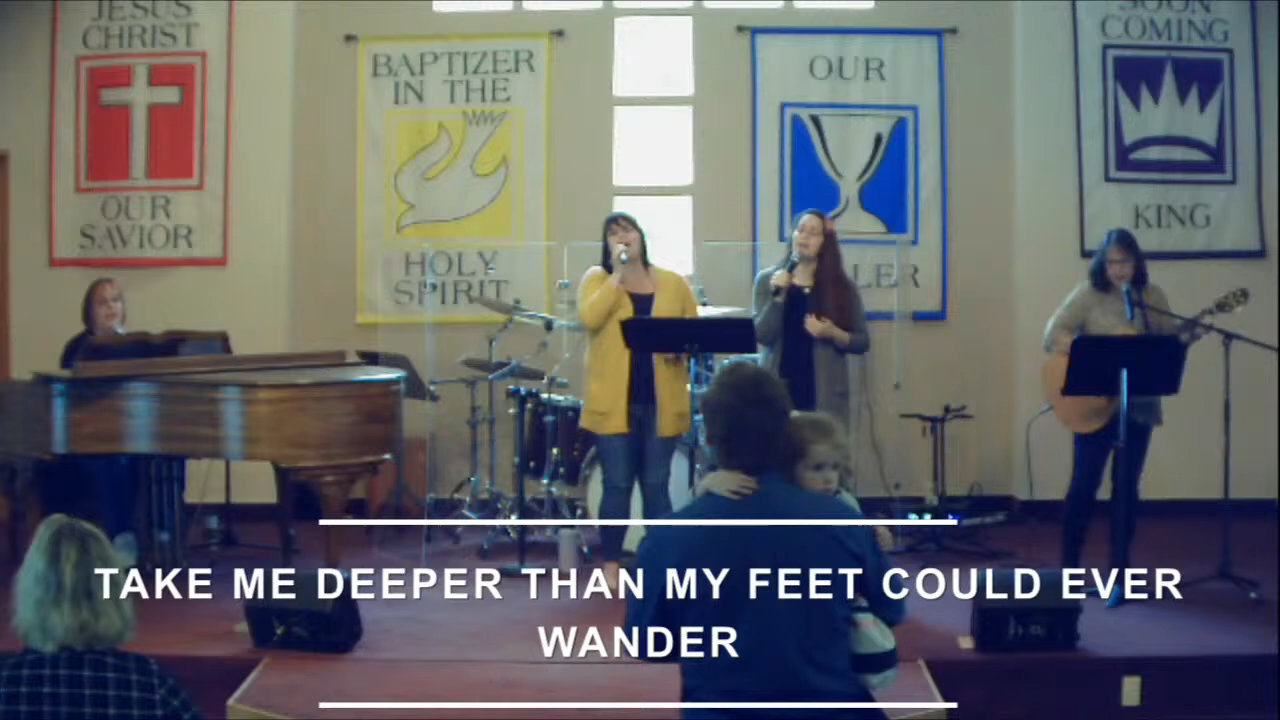 JESUS
CHRIST
OUR
SAVIOR
BAPTIZER
IN THE
HOLY
SPIRIT
OUR
COMING
KING
TAKE ME DEEPER THAN MY FEET COULD EVER
WANDER